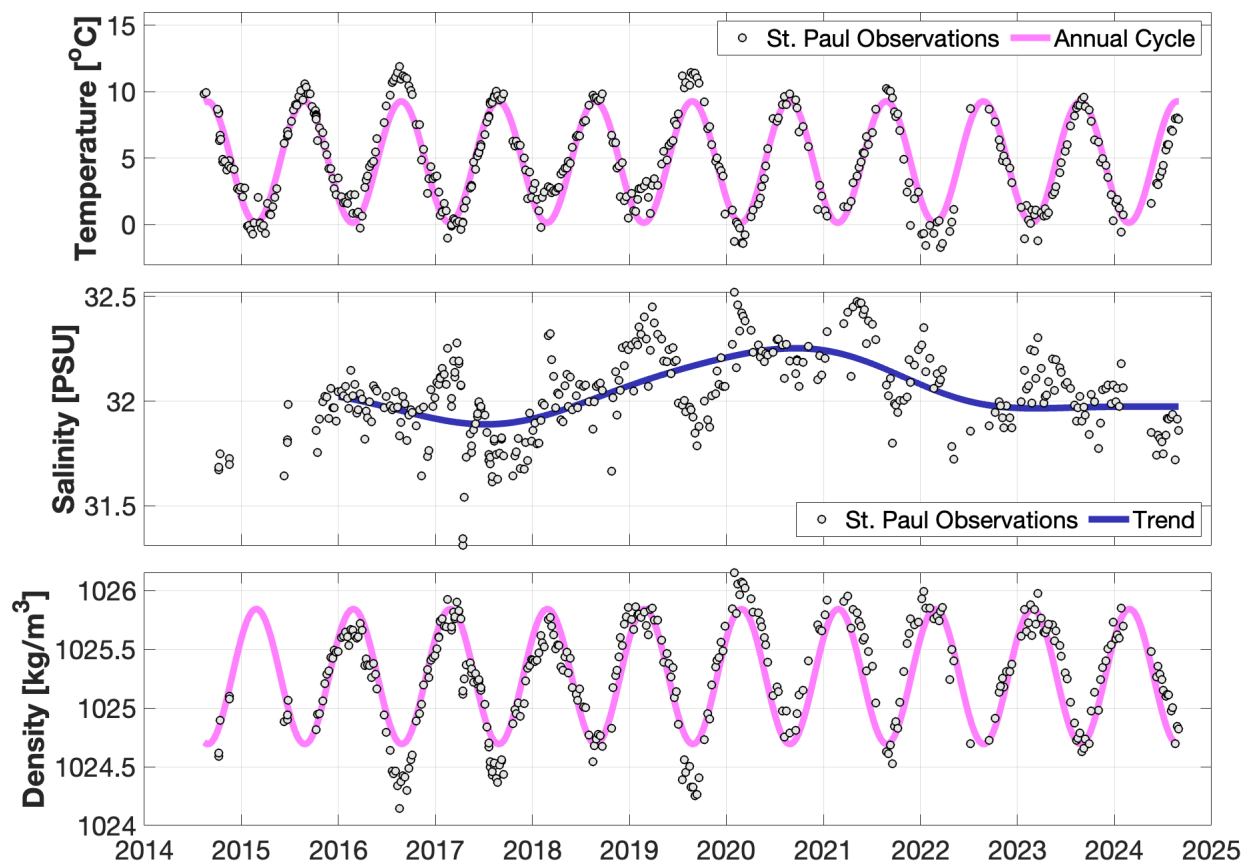 15
10
5
0
Temperature [°C]
St. Paul Observations
Annual Cycle
32.5
32
31.5
Salinity [PSU]
St. Paul Observations
Trend
1026
1025.5
1025
1024.5
1024
Density [kg/m³]
2014 2015 2016 2017 2018 2019 2020 2021 2022 2023 2024 2025